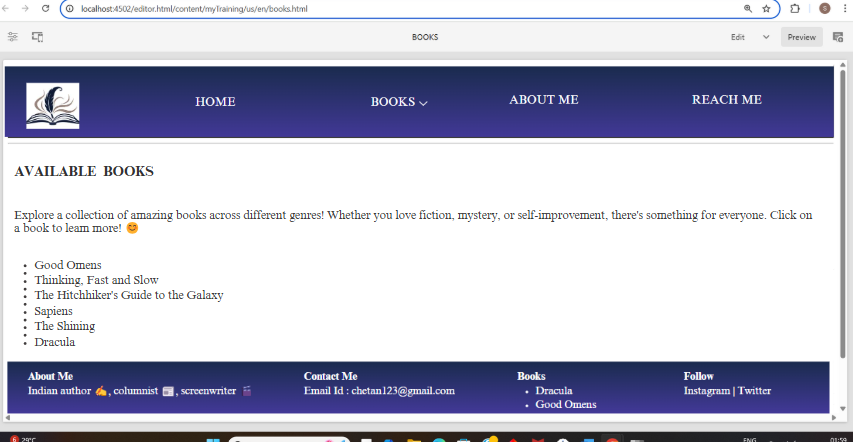 localhost:4502/editor.html/content/myTraining/us/en/books.html
S
BOOKS
Edit
Preview
HOME
BOOKS
ABOUT ME
REACH ME
AVAILABLE BOOKS
Explore a collection of amazing books across different genres! Whether you love fiction, mystery, or self-improvement, there's something for everyone. Click on
a book to learn more! 😊
Good Omens
Thinking, Fast and Slow
The Hitchhiker's Guide to the Galaxy
Sapiens
The Shining
Dracula
About Me
Indian author ✍️, columnist 📰, screenwriter 🎬
Contact Me
Email Id : chetan123@gmail.com
Books
Dracula
Good Omens
Follow
Instagram | Twitter
6
29°C
ENG
01:59